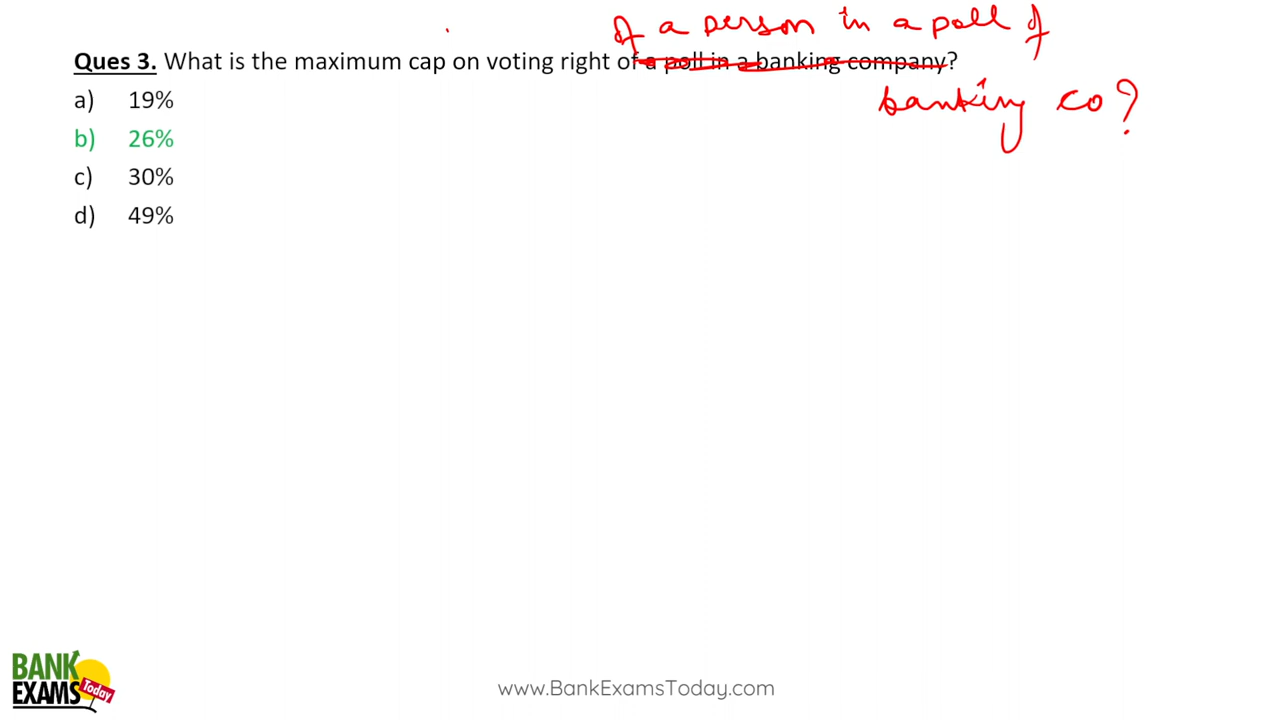 of a person in a poll of
Ques 3. What is the maximum cap on voting right of a poll in a banking company?
banking co?
a) 19%
b) 26%
c) 30%
d) 49%
BANK
EXAMS Today
www.BankExamsToday.com